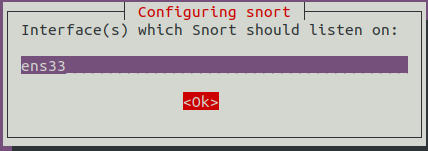 Configuring snort
Interface(s) which Snort should listen on:
ens33
<Ok>